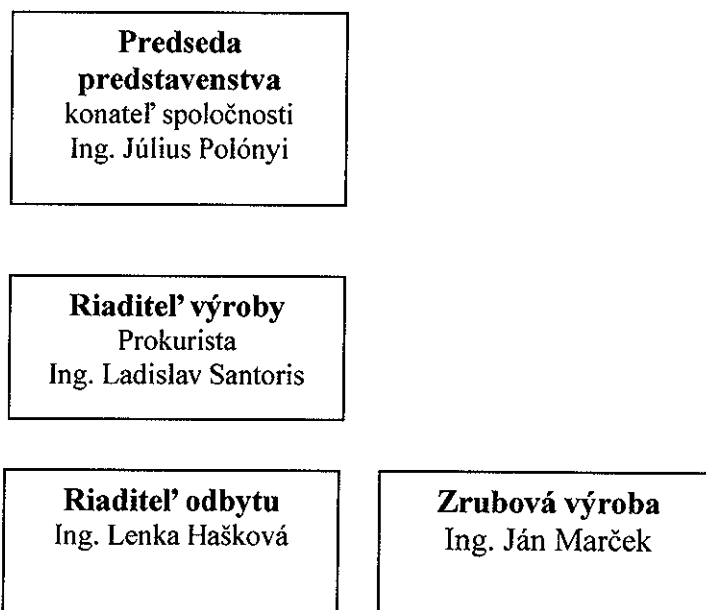 Predseda
predstavenstva
konateľ spoločnosti
Ing. Július Polónyi
Riaditeľ výroby
Prokurista
Ing. Ladislav Santoris
Riaditeľ odbytu
Ing. Lenka Hašková
Zrubová výroba
Ing. Ján Marček